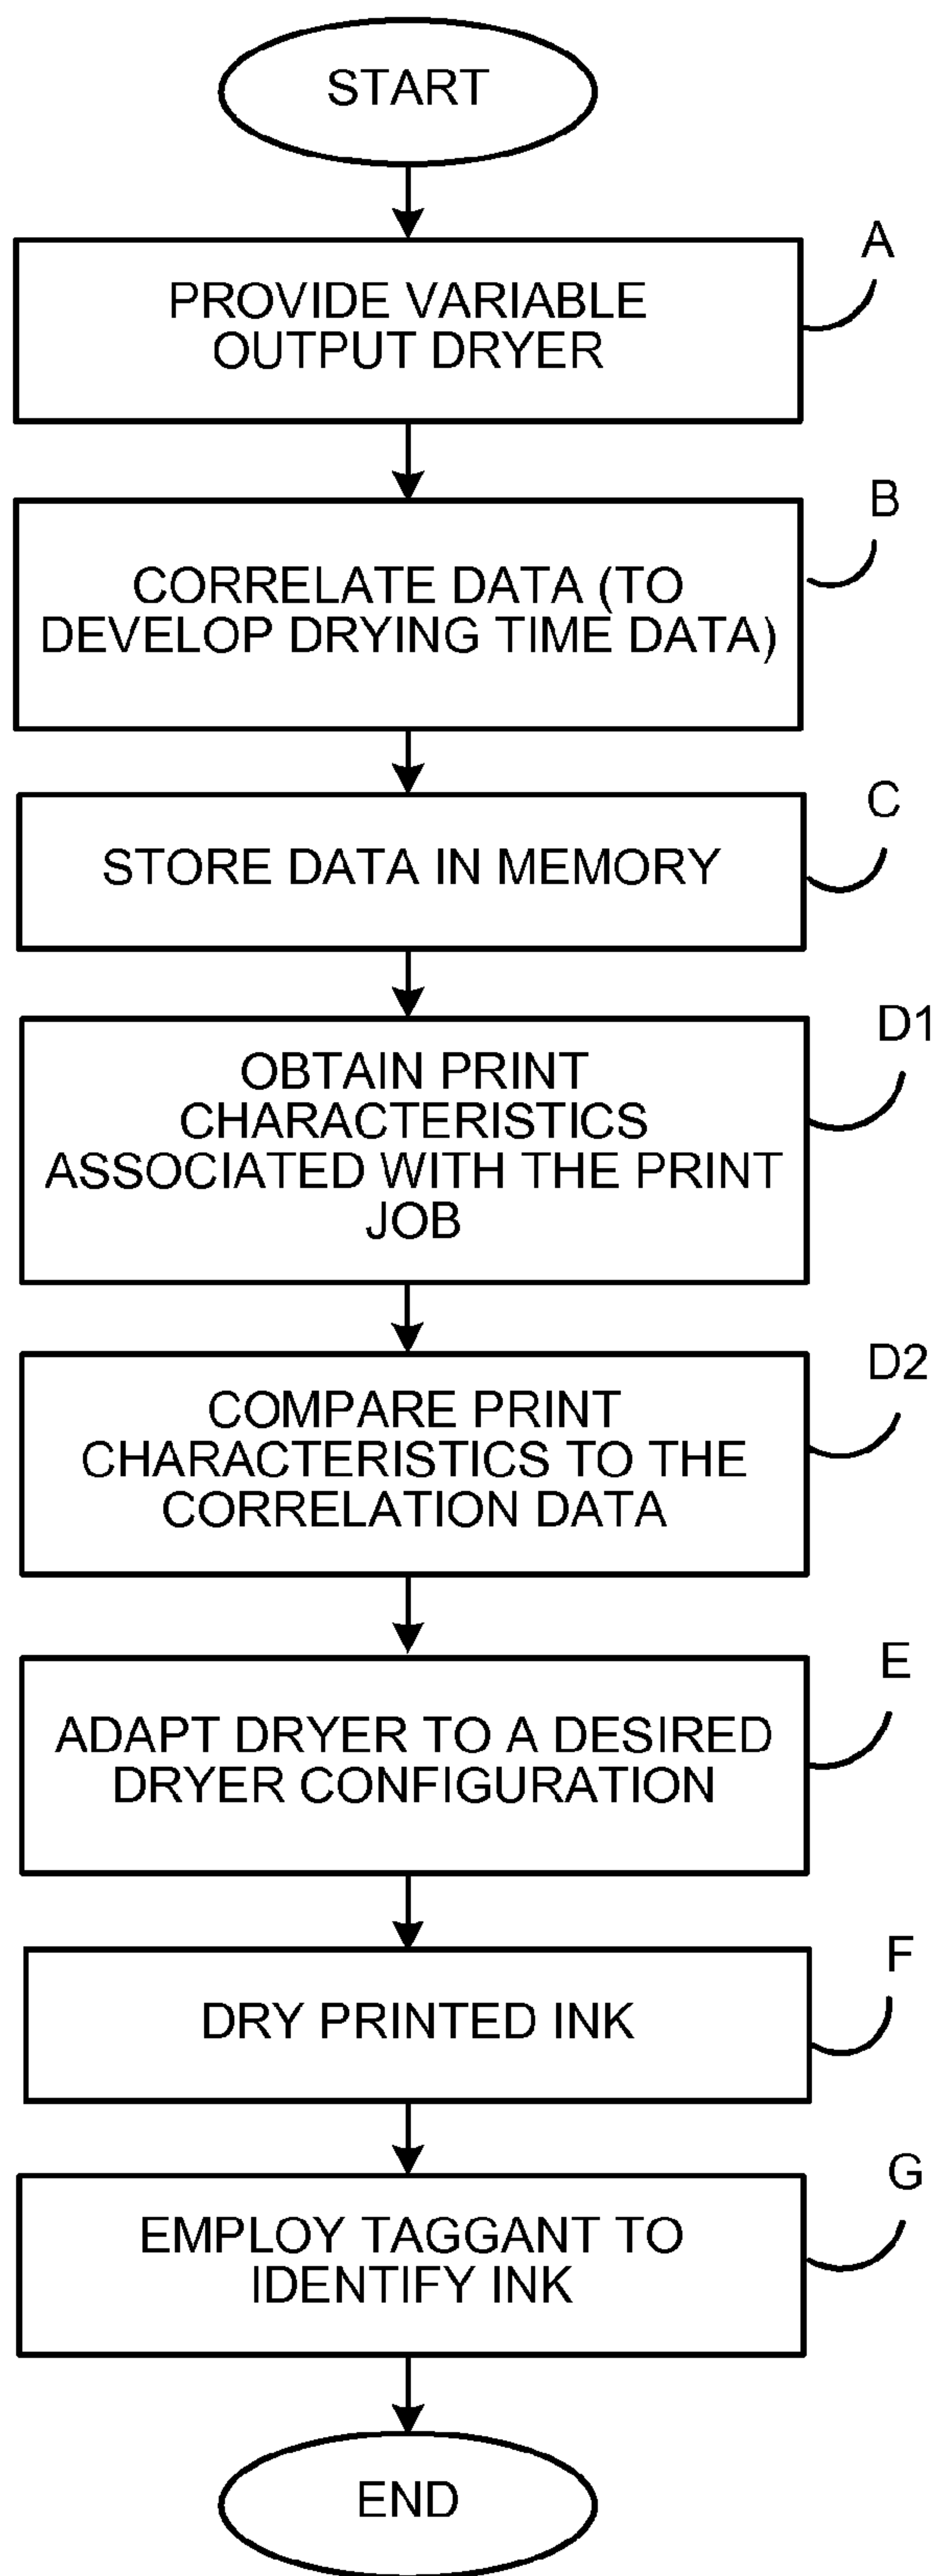 START
A
PROVIDE VARIABLE
OUTPUT DRYER
B
CORRELATE DATA (TO
DEVELOP DRYING TIME DATA)
C
STORE DATA IN MEMORY
D1
OBTAIN PRINT
CHARACTERISTICS
ASSOCIATED WITH THE PRINT
JOB
D2
COMPARE PRINT
CHARACTERISTICS TO THE
CORRELATION DATA
E
ADAPT DRYER TO A DESIRED
DRYER CONFIGURATION
F
DRY PRINTED INK
G
EMPLOY TAGGANT TO
IDENTIFY INK
END